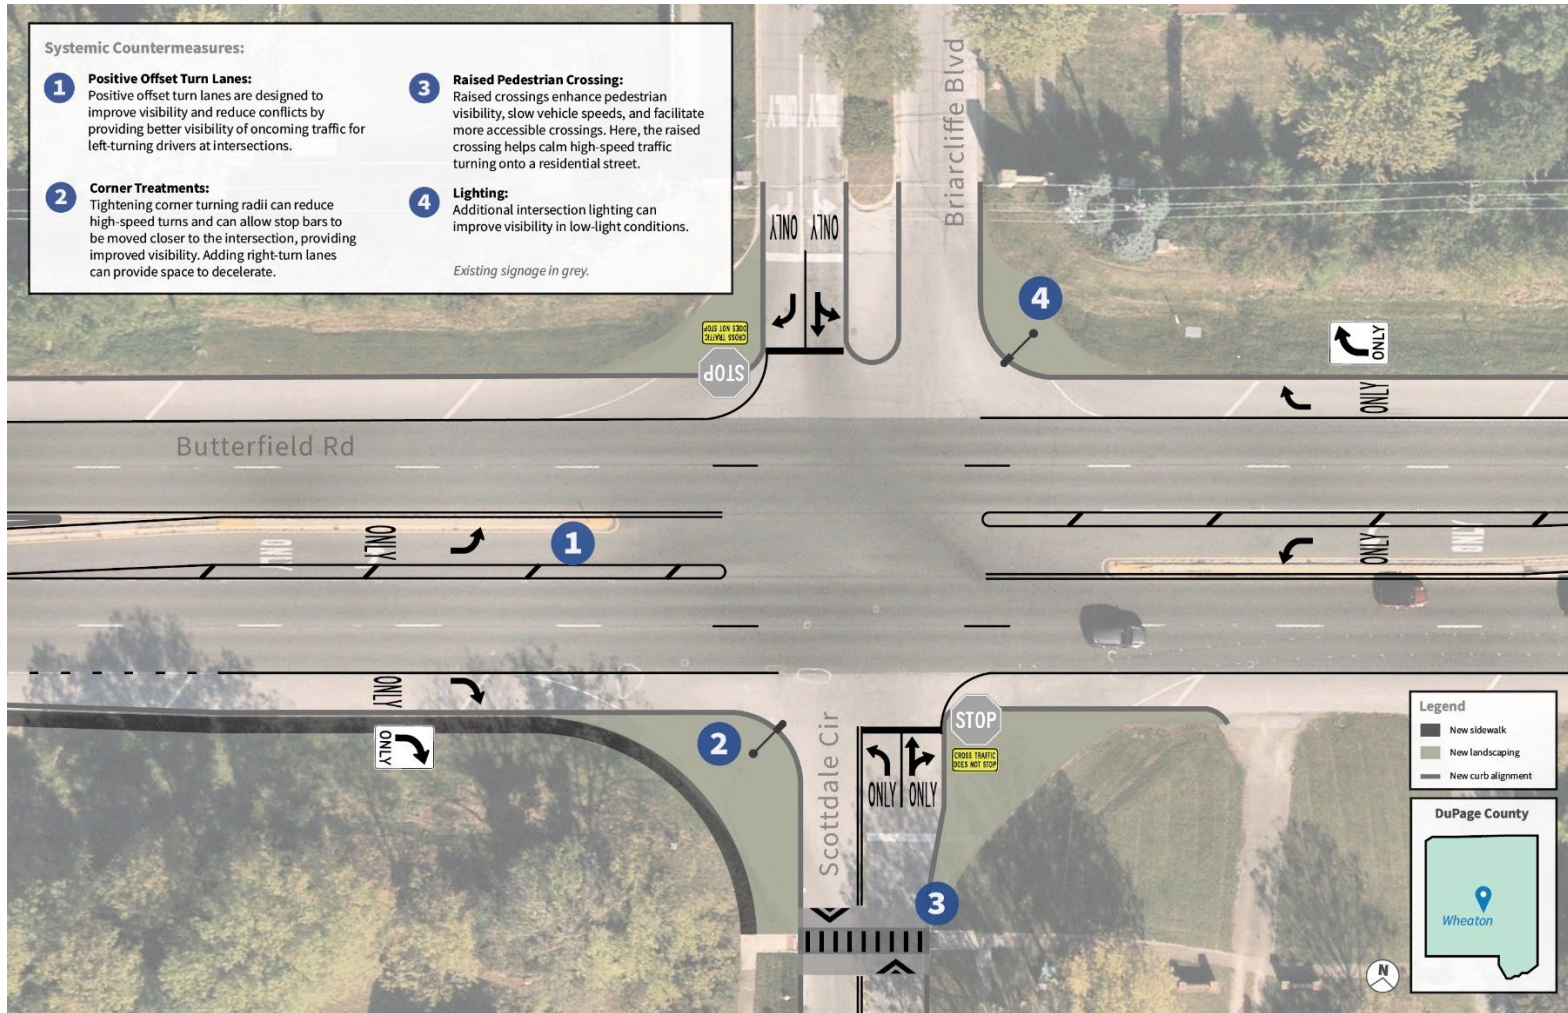 Systemic Countermeasures:
1
Positive Offset Turn Lanes:
Positive offset turn lanes are designed to
improve visibility and reduce conflicts by
providing better visibility of oncoming traffic for
left-turning drivers at intersections.
2
Corner Treatments:
Tightening corner turning radii can reduce
high-speed turns and can allow stop bars to
be moved closer to the intersection, providing
improved visibility. Adding right-turn lanes
can provide space to decelerate.
3
Raised Pedestrian Crossing:
Raised crossings enhance pedestrian
visibility, slow vehicle speeds, and facilitate
more accessible crossings. Here, the raised
crossing helps calm high-speed traffic
turning onto a residential street.
4
Lighting:
Additional intersection lighting can
improve visibility in low-light conditions.
Existing signage in grey.
Briarcliffe Blvd
ONLY ONLY
4
CROSS TRAFFIC
DOES NOT STOP
STOP
ONLY
ONLY
Butterfield Rd
ONLY
1
ONLY
ONLY
ONLY
2
Scottdale Cir
STOP
CROSS TRAFFIC
DOES NOT STOP
ONLY ONLY
3
Legend
New sidewalk
New landscaping
New curb alignment
DuPage County
Wheaton
N